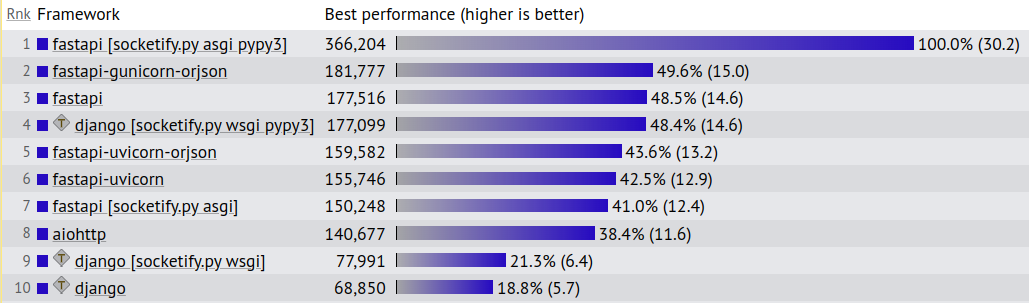 Rnk Framework Best performance (higher is better)
1 fastapi [socketify.py asgi pypy3] 366,204 100.0% (30.2)
2 fastapi-gunicorn-orjson 181,777 49.6% (15.0)
3 fastapi 177,516 48.5% (14.6)
4 T django [socketify.py wsgi pypy3] 177,099 48.4% (14.6)
5 fastapi-uvicorn-orjson 159,582 43.6% (13.2)
6 fastapi-uvicorn 155,746 42.5% (12.9)
7 fastapi [socketify.py asgi] 150,248 41.0% (12.4)
8 aiohttp 140,677 38.4% (11.6)
9 T django [socketify.py wsgi] 77,991 21.3% (6.4)
10 T django 68,850 18.8% (5.7)